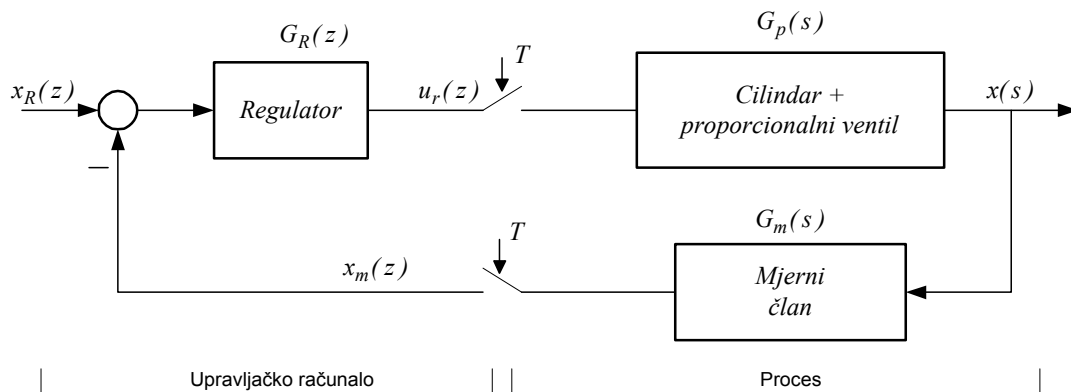 G_R(z)
G_p(s)
T
x_R(z)
Regulator
u_r(z)
Cilindar +
proporcionalni ventil
x(s)
—
T
G_m(s)
x_m(z)
Mjerni
član
Upravljačko računalo
Proces